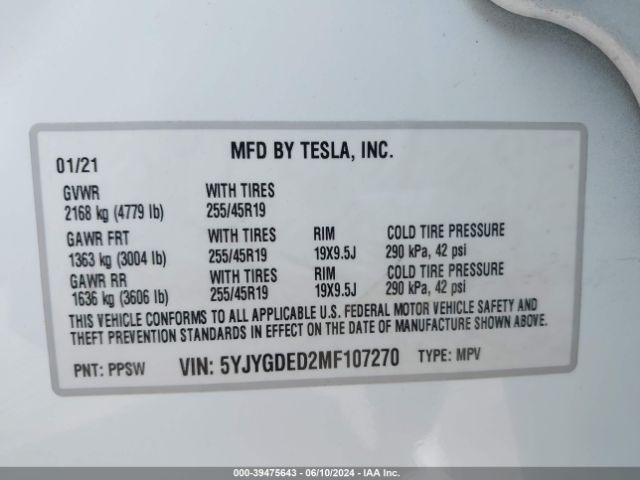 MFD BY TESLA, INC.
01/21
GVWR WITH TIRES
2168 kg (4779 lb) 255/45R19
GAWR FRT WITH TIRES RIM COLD TIRE PRESSURE
1363 kg (3004 lb) 255/45R19 19X9.5J 290 kPa, 42 psi
GAWR RR WITH TIRES RIM COLD TIRE PRESSURE
1636 kg (3606 lb) 255/45R19 19X9.5J 290 kPa, 42 psi
THIS VEHICLE CONFORMS TO ALL APPLICABLE U.S. FEDERAL MOTOR VEHICLE SAFETY AND
THEFT PREVENTION STANDARDS IN EFFECT ON THE DATE OF MANUFACTURE SHOWN ABOVE.
PNT: PPSW VIN: 5YJYGDED2MF107270 TYPE: MPV
000-39475643 - 06/10/2024 - IAA Inc.